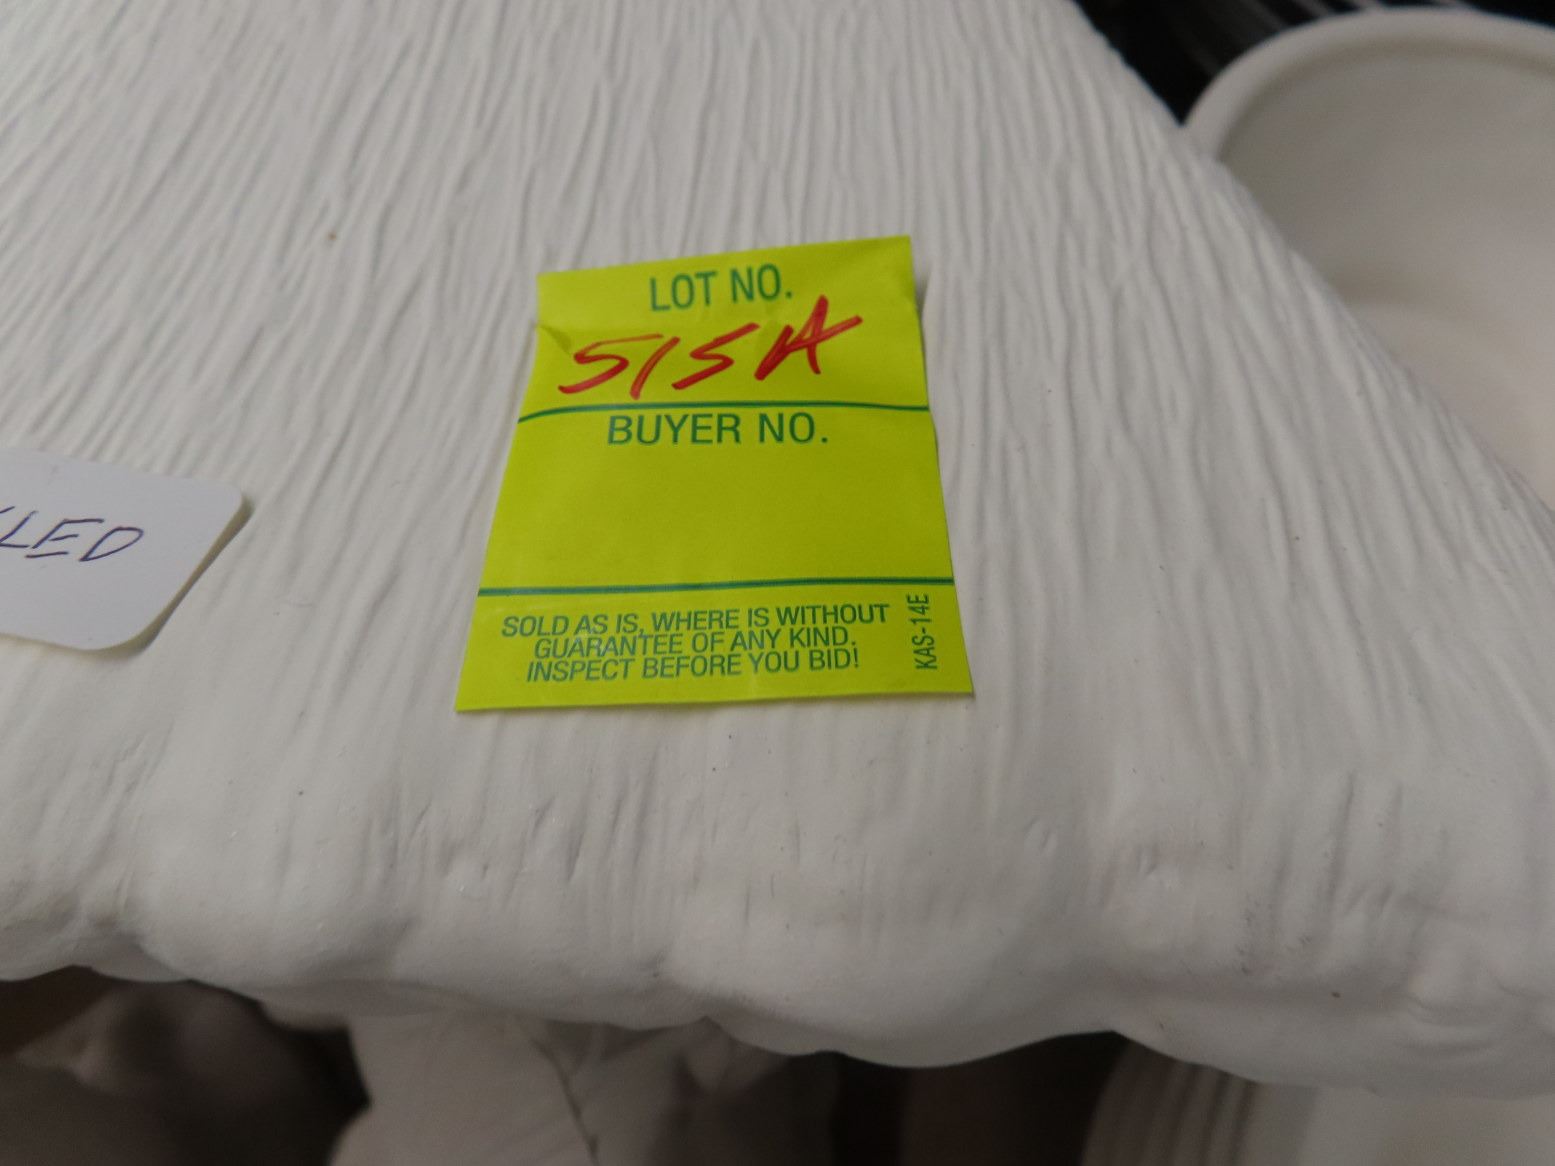 LOT NO.
515A
BUYER NO.
SOLD AS IS, WHERE IS WITHOUT
GUARANTEE OF ANY KIND.
INSPECT BEFORE YOU BID!
KAS-14E
LED